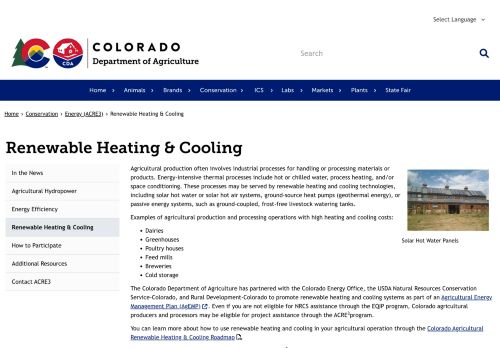 Select Language
COLORADO
Department of Agriculture
CDA
Search
Home
Animals
Brands
Conservation
ICS
Labs
Markets
Plants
State Fair
Home › Conservation › Energy (ACRE3) › Renewable Heating & Cooling
Renewable Heating & Cooling
In the News
Agricultural Hydropower
Energy Efficiency
Renewable Heating & Cooling
How to Participate
Additional Resources
Contact ACRE3
Agricultural production often involves industrial processes for handling or processing materials or
products. Energy-intensive thermal processes include hot or chilled water, process heating, and/or
space conditioning. These processes may be served by renewable heating and cooling technologies,
including solar hot water or solar hot air systems, ground-source heat pumps (geothermal energy), or
passive energy systems, such as ground-coupled, frost-free livestock watering tanks.
Solar Hot Water Panels
Examples of agricultural production and processing operations with high heating and cooling costs:
• Dairies
• Greenhouses
• Poultry houses
• Feed mills
• Breweries
• Cold storage
The Colorado Department of Agriculture has partnered with the Colorado Energy Office, the USDA Natural Resources Conservation
Service-Colorado, and Rural Development-Colorado to promote renewable heating and cooling systems as part of an Agricultural Energy
Management Plan (AgEMP) . Even if you are not eligible for NRCS assistance through the EQIP program, Colorado agricultural
producers and processors may be eligible for project assistance through the ACRE³program.
You can learn more about how to use renewable heating and cooling in your agricultural operation through the Colorado Agricultural
Renewable Heating & Cooling Roadmap .